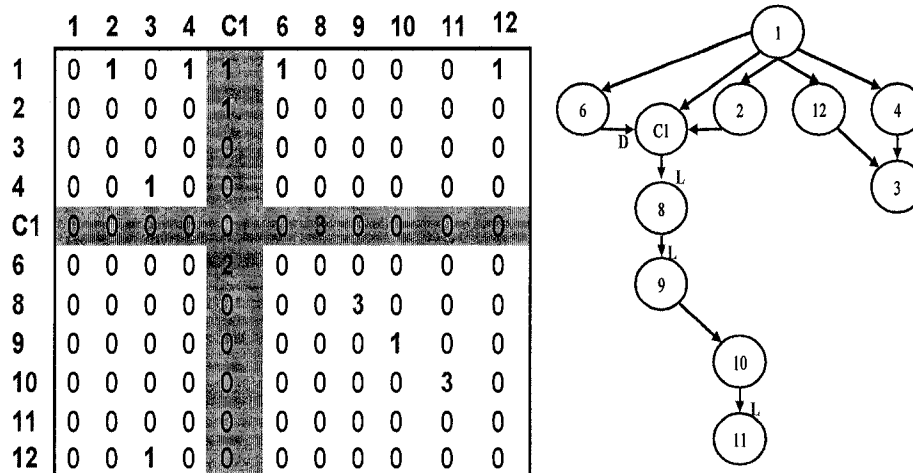 1 2 3 4 C1 6 8 10 11 12
1 0 1 0 1 1 1 0 0 0 0 1
2 0 0 0 0 1 0 0 0 0 0 0
3 0 0 0 0 0 0 0 0 0 0 0
4 0 0 1 0 0 0 0 0 0 0 0
C1 0 0 0 0 0 0 3 0 0 0 0
6 0 0 0 0 2 0 0 0 0 0 0
8 0 0 0 0 0 0 0 3 0 0 0
9 0 0 0 0 0 0 0 0 1 0 0
10 0 0 0 0 0 0 0 0 0 3 0
11 0 0 0 0 0 0 0 0 0 0 0
12 0 0 1 0 0 0 0 0 0 0 0
1
6 C1 2 12 4
D
3
L
8
L
9
10
L
11